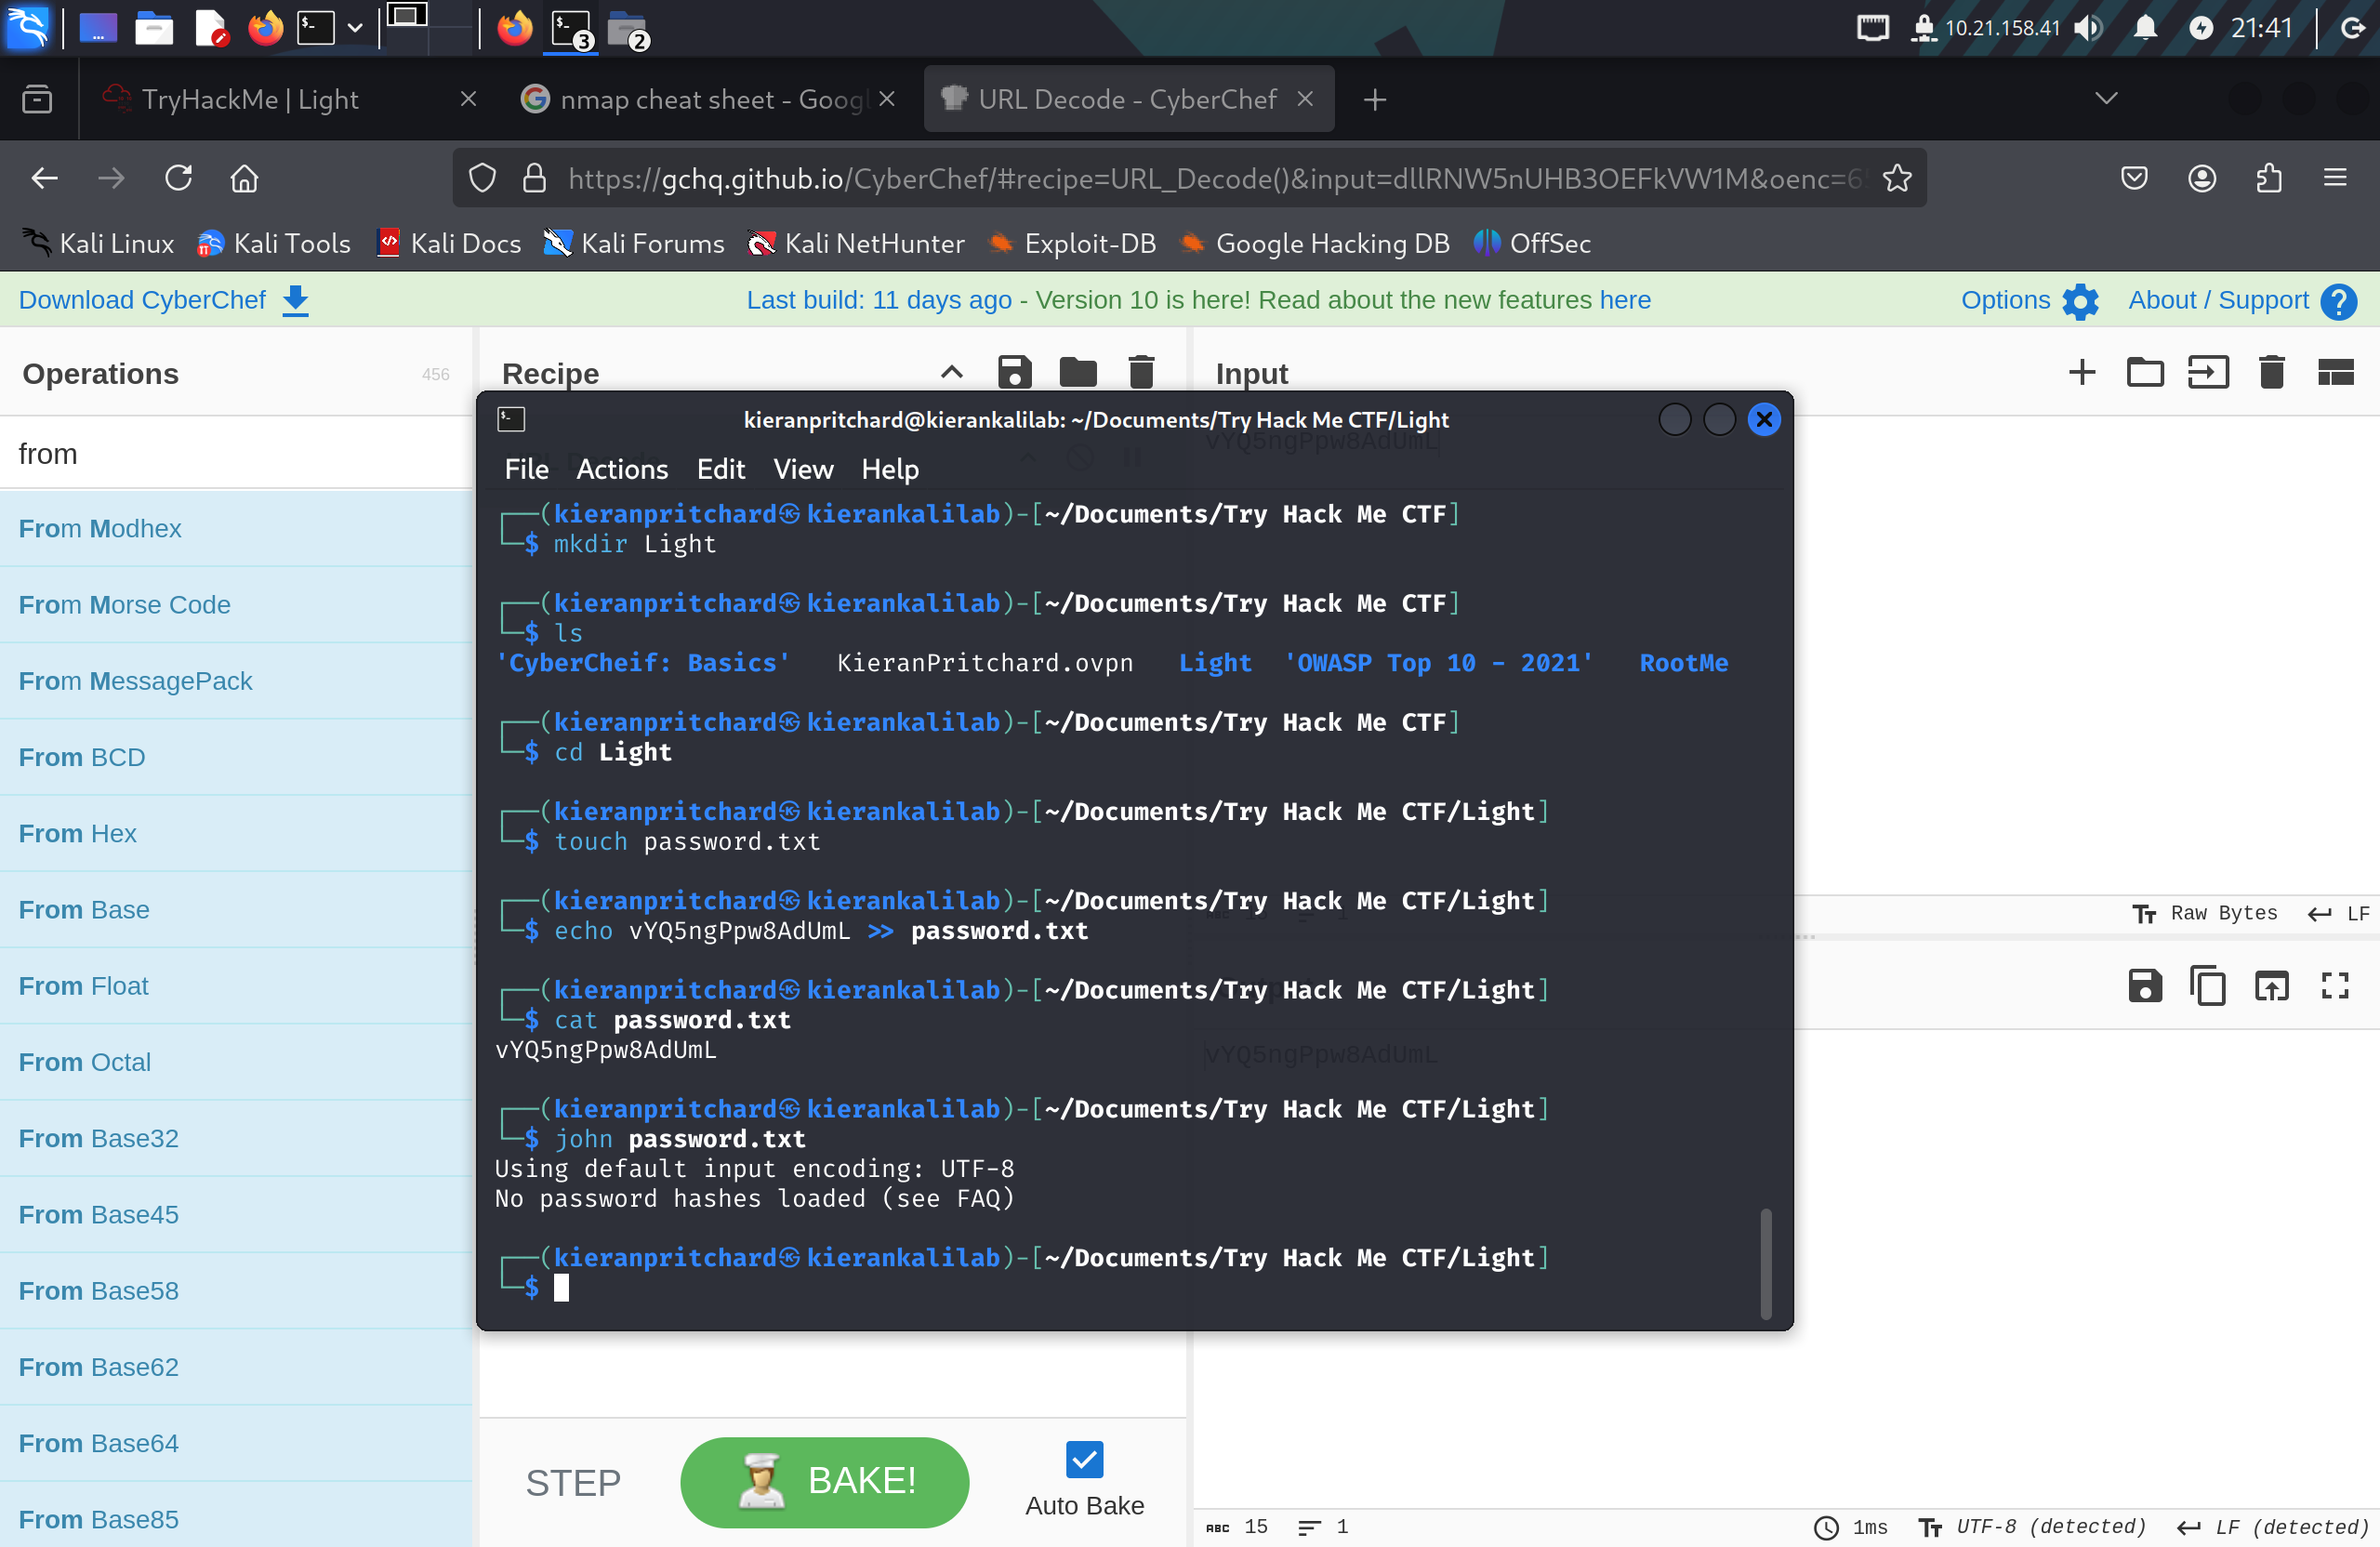 10.21.158.41
21:41
3
2
TryHackMe | Light
nmap cheat sheet - Googl
URL Decode - CyberChef
https://gchq.github.io/CyberChef/#recipe=URL_Decode()&input=dllRNW5nUHB3OEFkVW1M&oenc=65
Kali Linux
Kali Tools
Kali Docs
Kali Forums
Kali NetHunter
Exploit-DB
Google Hacking DB
OffSec
Download CyberChef
Last build: 11 days ago - Version 10 is here! Read about the new features here
Options
About / Support
Operations
456
Recipe
Input
from
From Modhex
From Morse Code
From MessagePack
From BCD
From Hex
From Base
From Float
From Octal
From Base32
From Base45
From Base58
From Base62
From Base64
From Base85
kieranpritchard@kierankalilab: ~/Documents/Try Hack Me CTF/Light
vYQ5ngPpw8AdUmL
File Actions Edit View Help
(kieranpritchard㉿kierankalilab)-[~/Documents/Try Hack Me CTF]
$ mkdir Light
(kieranpritchard㉿kierankalilab)-[~/Documents/Try Hack Me CTF]
$ ls
'CyberCheif: Basics' KieranPritchard.ovpn Light 'OWASP Top 10 - 2021' RootMe
(kieranpritchard㉿kierankalilab)-[~/Documents/Try Hack Me CTF]
$ cd Light
(kieranpritchard㉿kierankalilab)-[~/Documents/Try Hack Me CTF/Light]
$ touch password.txt
(kieranpritchard㉿kierankalilab)-[~/Documents/Try Hack Me CTF/Light]
$ echo vYQ5ngPpw8AdUmL >> password.txt
(kieranpritchard㉿kierankalilab)-[~/Documents/Try Hack Me CTF/Light]
$ cat password.txt
vYQ5ngPpw8AdUmL
vYQ5ngPpw8AdUmL
(kieranpritchard㉿kierankalilab)-[~/Documents/Try Hack Me CTF/Light]
$ john password.txt
Using default input encoding: UTF-8
No password hashes loaded (see FAQ)
(kieranpritchard㉿kierankalilab)-[~/Documents/Try Hack Me CTF/Light]
$
Raw Bytes
LF
STEP
BAKE!
Auto Bake
ABC 15 1
1ms
UTF-8 (detected)
LF (detected)